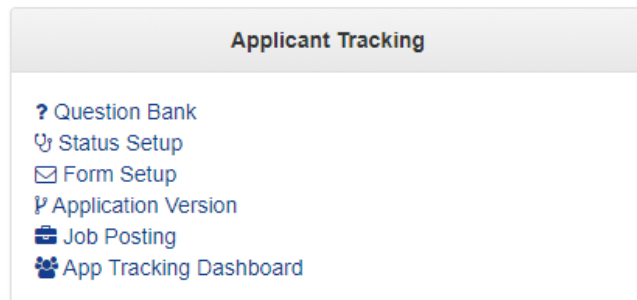 Applicant Tracking
? Question Bank
Status Setup
Form Setup
Application Version
Job Posting
App Tracking Dashboard